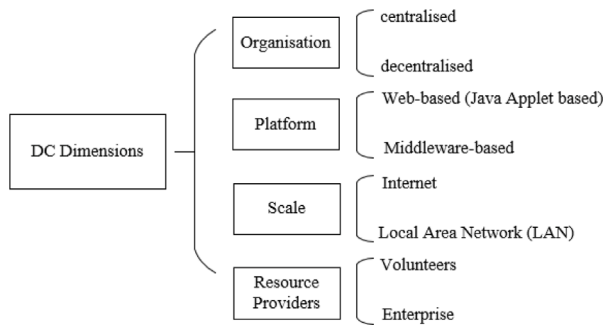 DC Dimensions
Organisation
centralised
decentralised
Platform
Web-based (Java Applet based)
Middleware-based
Scale
Internet
Local Area Network (LAN)
Resource
Providers
Volunteers
Enterprise